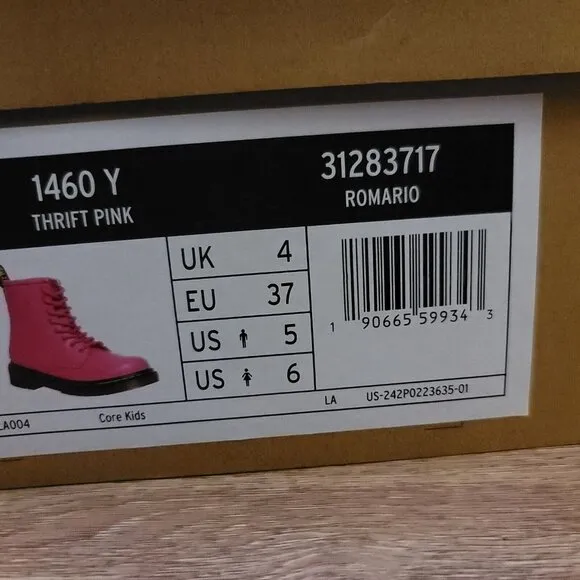 1460 Y
THRIFT PINK
31283717
ROMARIO
UK 4
EU 37
US 5
US 6
1 90665 59934 3
A004
Core Kids
LA
US-242P0223635-01